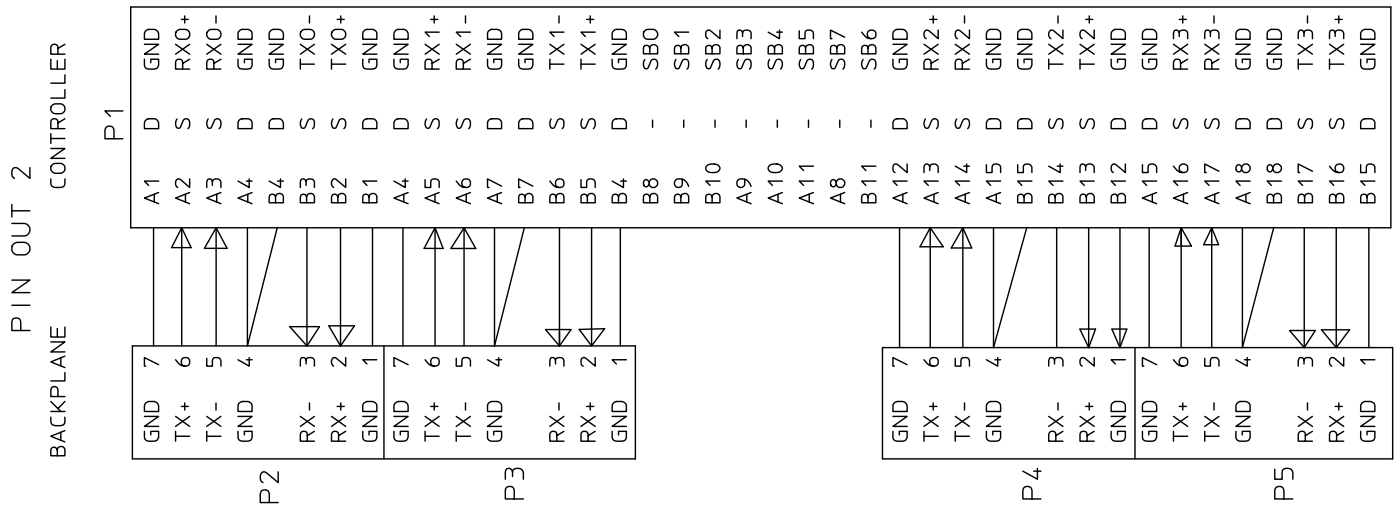 PIN OUT 2
BACKPLANE CONTROLLER
P1
GND 7 A1 D GND
TX+ 6 A2 S RX0+
TX- 5 A3 S RX0-
GND 4 A4 D GND
P2 B4 D GND
RX- 3 B3 S TX0-
RX+ 2 B2 S TX0+
GND 1 B1 D GND
GND 7 A4 D GND
TX+ 6 A5 S RX1+
TX- 5 A6 S RX1-
GND 4 A7 D GND
P3 B7 D GND
RX- 3 B6 S TX1-
RX+ 2 B5 S TX1+
GND 1 B4 D GND
B8 - SB0
B9 - SB1
B10 - SB2
A9 - SB3
A10 - SB4
A11 - SB5
A8 - SB7
B11 - SB6
GND 7 A12 D GND
TX+ 6 A13 S RX2+
TX- 5 A14 S RX2-
GND 4 A15 D GND
P4 B15 D GND
RX- 3 B14 S TX2-
RX+ 2 B13 S TX2+
GND 1 B12 D GND
GND 7 A15 D GND
TX+ 6 A16 S RX3+
TX- 5 A17 S RX3-
GND 4 A18 D GND
P5 B18 D GND
RX- 3 B17 S TX3-
RX+ 2 B16 S TX3+
GND 1 B15 D GND